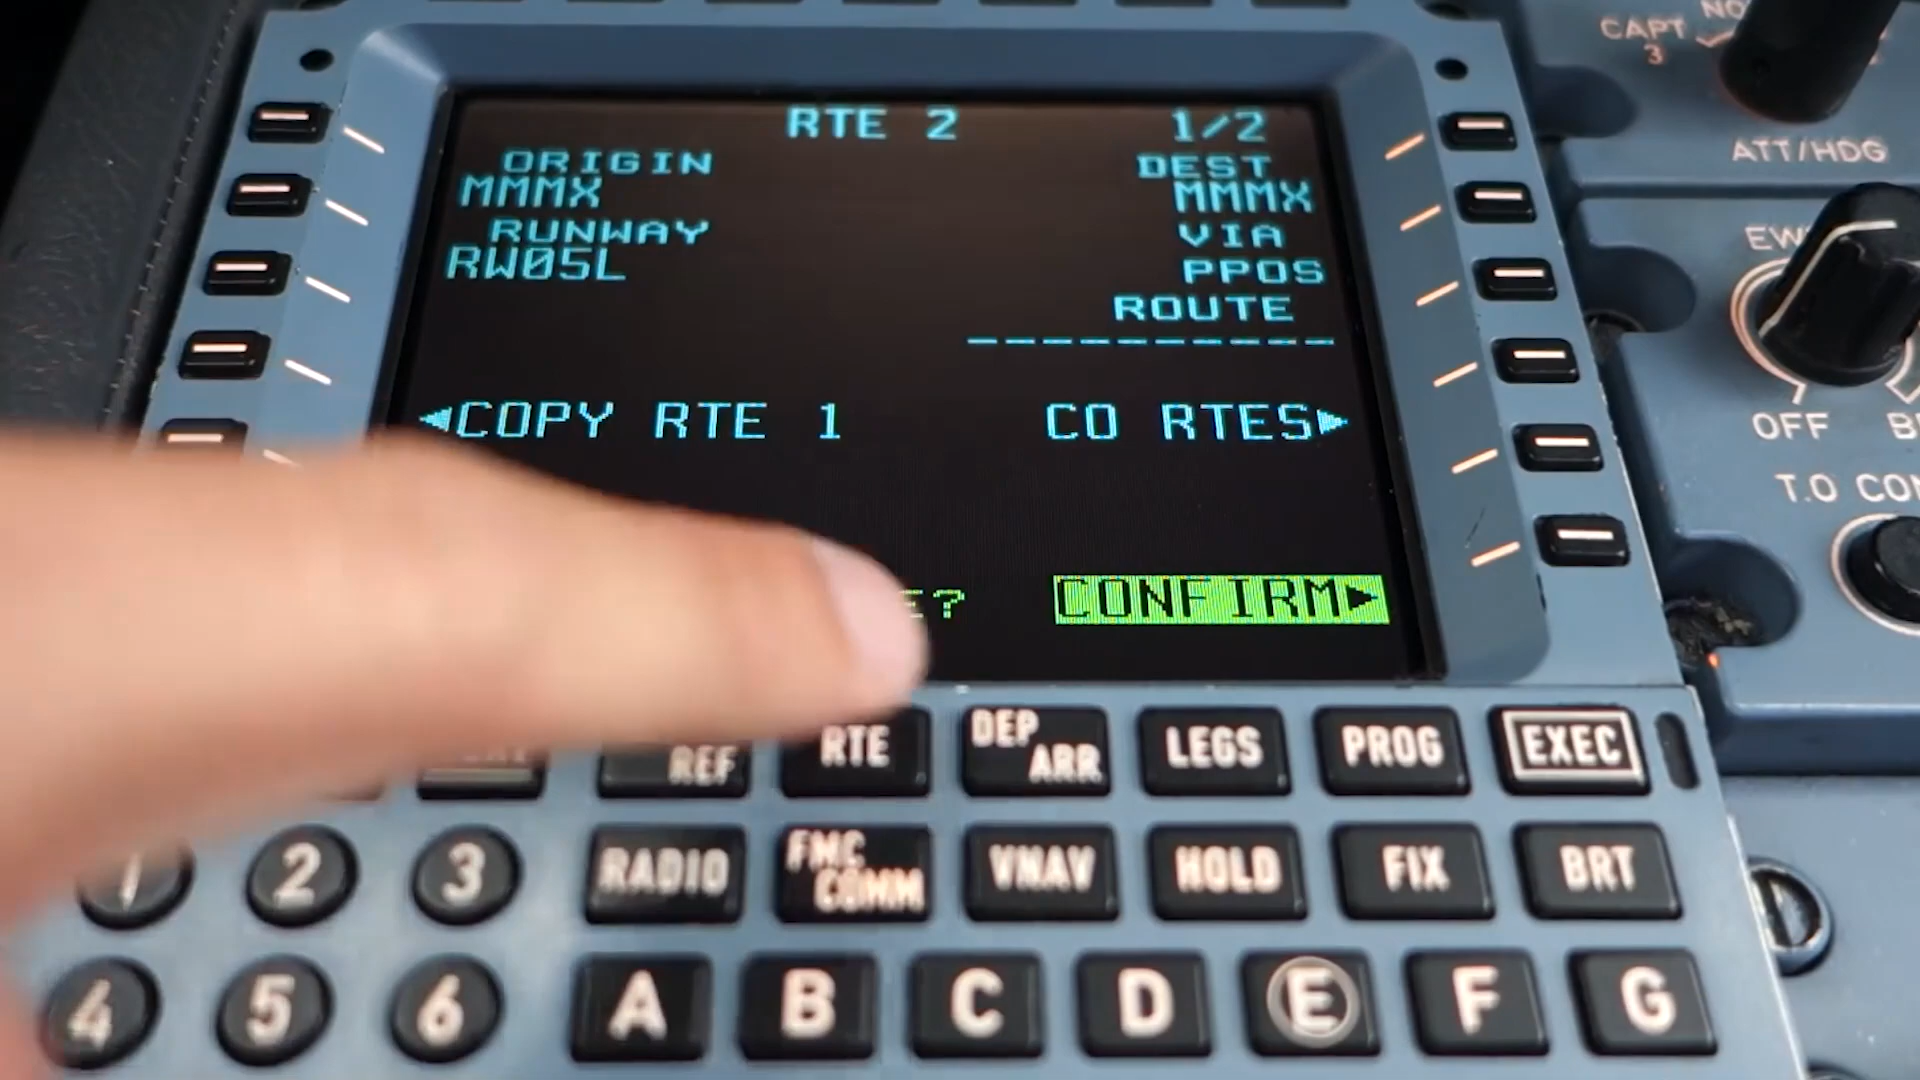 RTE 2 1/2
ORIGIN DEST
MMMX MMMX
RUNWAY VIA
RW05L PPOS
ROUTE
-----------
◀COPY RTE 1 CO RTES▶
E? CONFIRM▶
CAPT
3
ATT/HDG
OFF
T.O
REF RTE DEP ARR LEGS PROG EXEC
1 2 3 RADIO FMC COMM VNAV HOLD FIX BRT
4 5 6 A B C D E F G